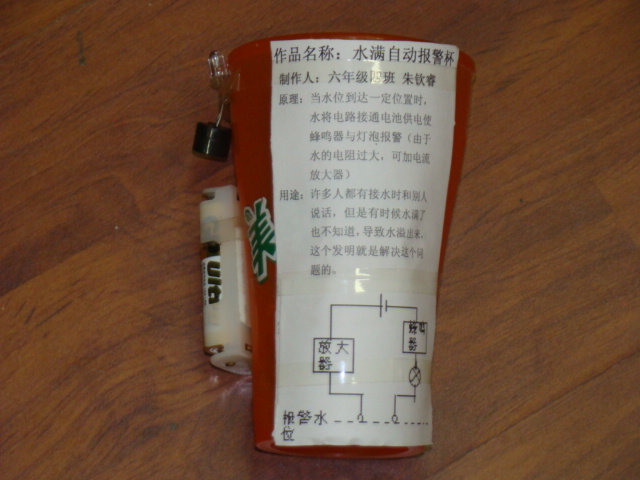 作品名称：水满自动报警杯
制作人：六年级四班 朱钦睿
原理：当水位到达一定位置时，
水将电路接通电池供电使
蜂鸣器与灯泡报警（由于
水的电阻过大，可加电流
放大器）
用途：许多人都有接水时和别人
说话，但是有时候水满了
也不知道，导致水溢出来。
这个发明就是解决这个问
题的。
蜂鸣
器
放大
器
报警水
位
美